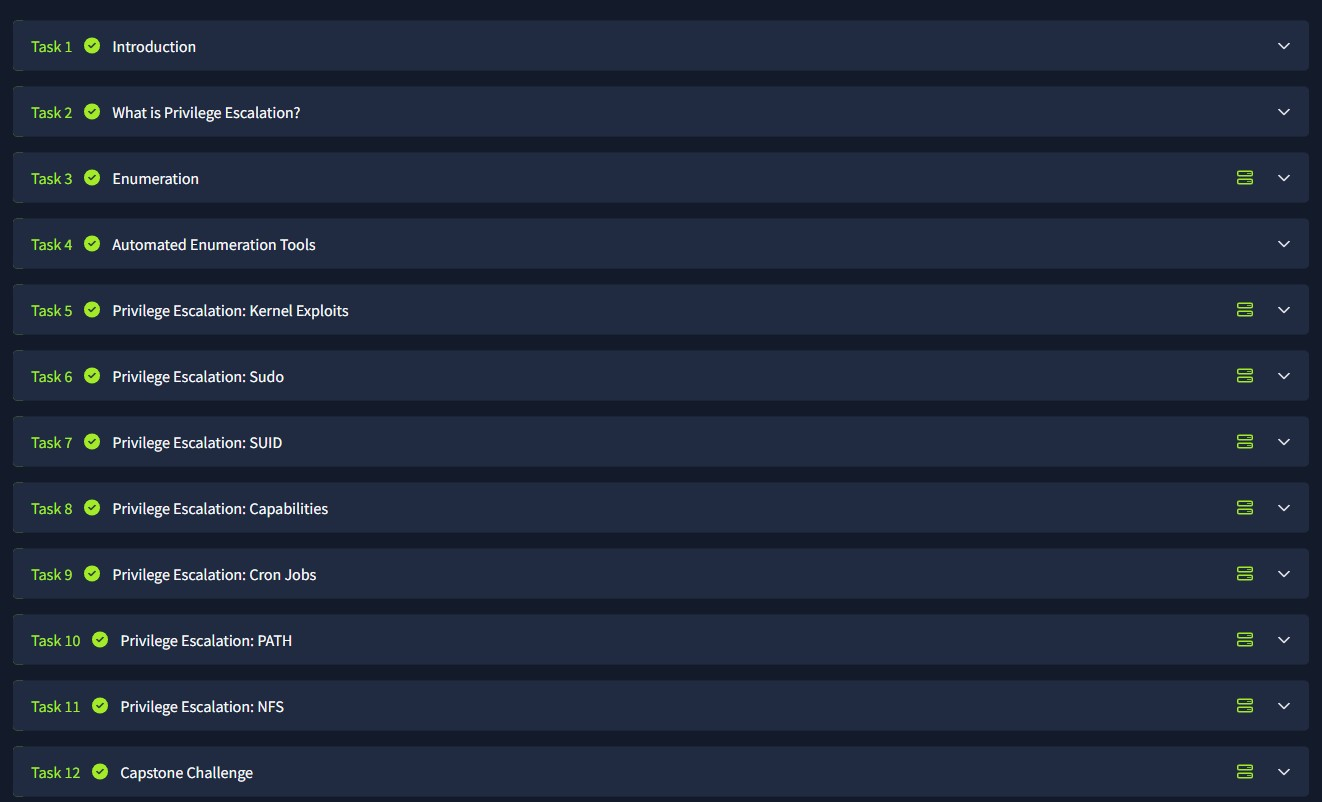 Task 1 Introduction
Task 2 What is Privilege Escalation?
Task 3 Enumeration
Task 4 Automated Enumeration Tools
Task 5 Privilege Escalation: Kernel Exploits
Task 6 Privilege Escalation: Sudo
Task 7 Privilege Escalation: SUID
Task 8 Privilege Escalation: Capabilities
Task 9 Privilege Escalation: Cron Jobs
Task 10 Privilege Escalation: PATH
Task 11 Privilege Escalation: NFS
Task 12 Capstone Challenge